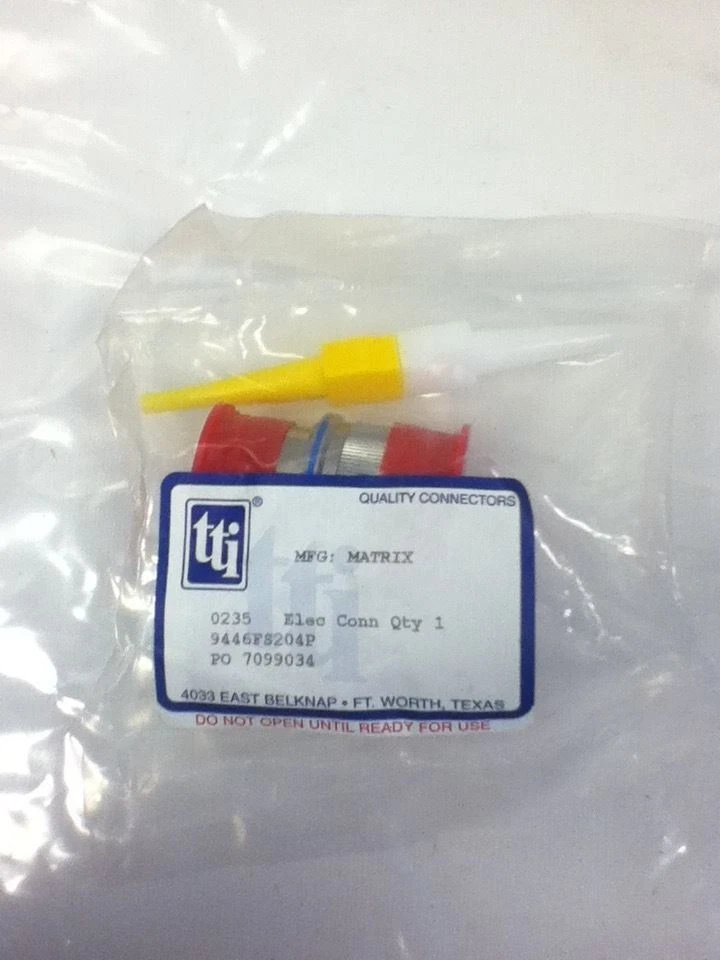 QUALITY CONNECTORS
tti®
MFG: MATRIX
0235 Elec Conn Qty 1
9446FS204P
PO 7099034
4033 EAST BELKNAP • FT. WORTH, TEXAS
DO NOT OPEN UNTIL READY FOR USE